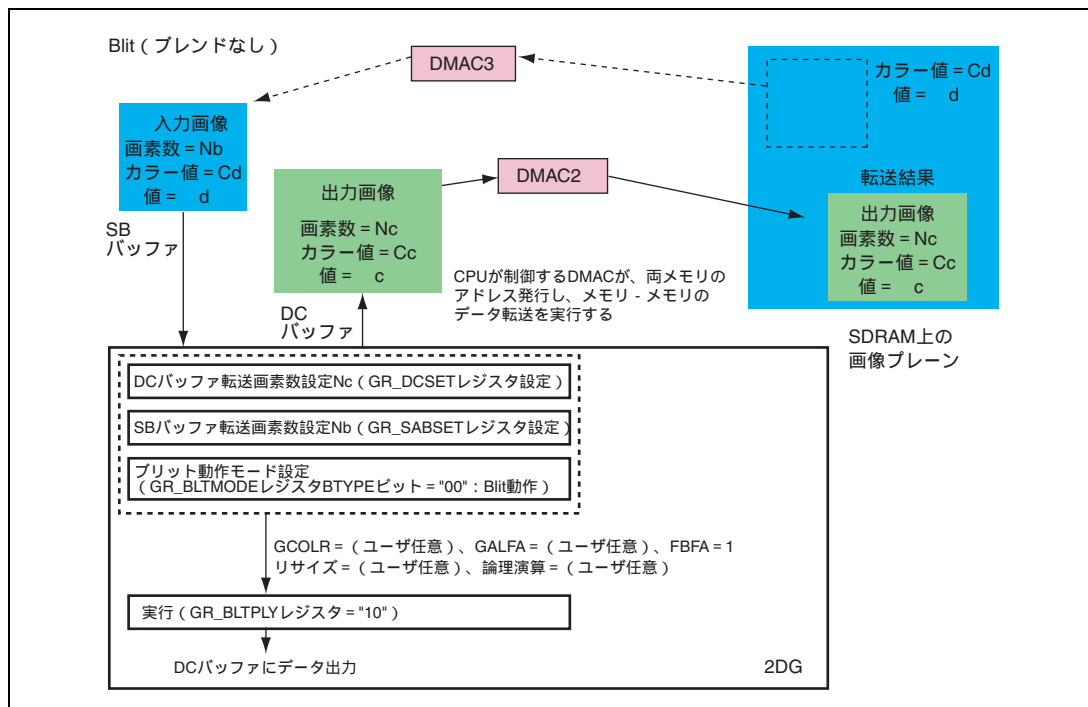 Blit（ブレンドなし）
DMAC3
カラー値 = Cd
値 = d
入力画像
画素数 = Nb
カラー値 = Cd
値 = d
SB
バッファ
出力画像
画素数 = Nc
カラー値 = Cc
値 = c
DC
バッファ
DMAC2
CPUが制御するDMACが、両メモリの
アドレス発行し、メモリ - メモリの
データ転送を実行する
転送結果
出力画像
画素数 = Nc
カラー値 = Cc
値 = c
SDRAM上の
画像プレーン
DCバッファ転送画素数設定Nc（GR_DCSETレジスタ設定）
SBバッファ転送画素数設定Nb（GR_SABSETレジスタ設定）
ブリット動作モード設定
（GR_BLTMODEレジスタBTYPEビット = "00" : Blit動作）
GCOLR = （ユーザ任意）、GALFA = （ユーザ任意）、FBFA = 1
リサイズ = （ユーザ任意）、論理演算 = （ユーザ任意）
実行（GR_BLTPLYレジスタ = "10"）
DCバッファにデータ出力
2DG